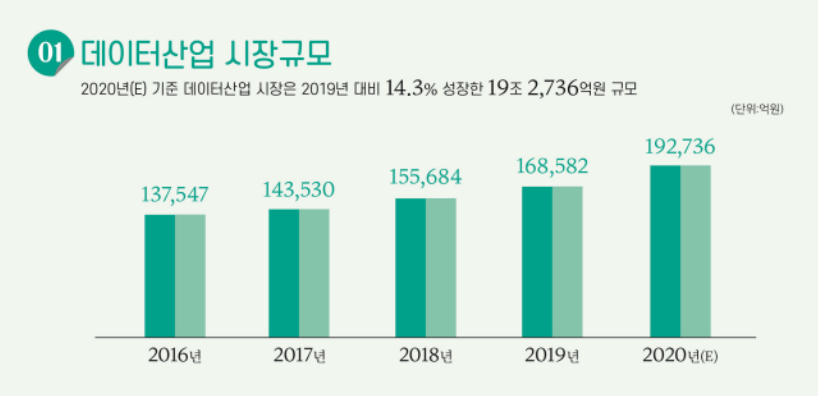 01 데이터산업 시장규모
2020년(E) 기준 데이터산업 시장은 2019년 대비 14.3% 성장한 19조 2,736억원 규모
(단위:억원)
137,547 143,530 155,684 168,582 192,736
2016년 2017년 2018년 2019년 2020년(E)